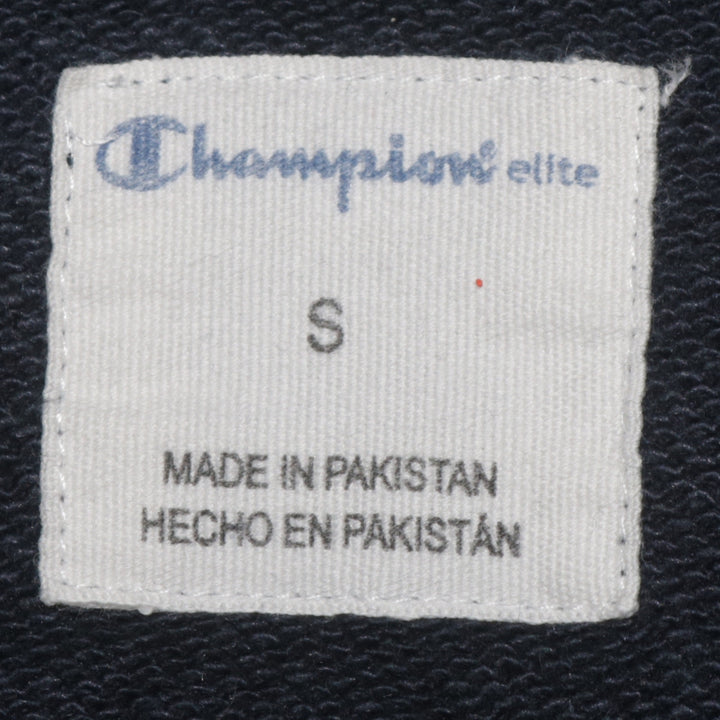 Champion elite
S
MADE IN PAKISTAN
HECHO EN PAKISTÁN